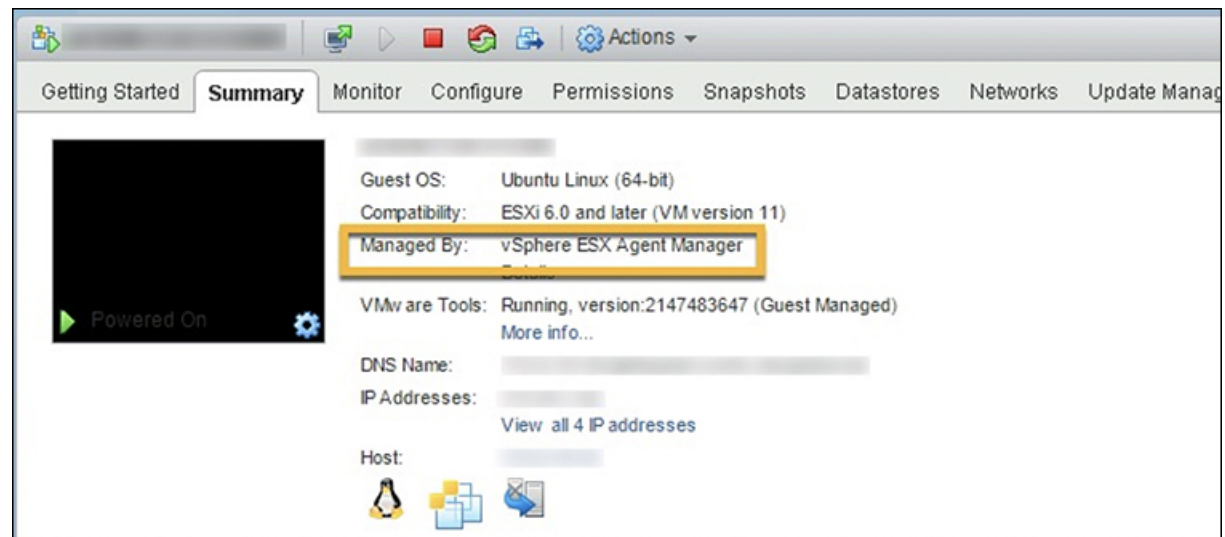 Actions
Getting Started Summary Monitor Configure Permissions Snapshots Datastores Networks Update Manag
Guest OS: Ubuntu Linux (64-bit)
Compatibility: ESXi 6.0 and later (VM version 11)
Managed By: vSphere ESX Agent Manager
Details
Powered On
VMware Tools: Running, version:2147483647 (Guest Managed)
More info...
DNS Name:
IP Addresses:
View all 4 IP addresses
Host: